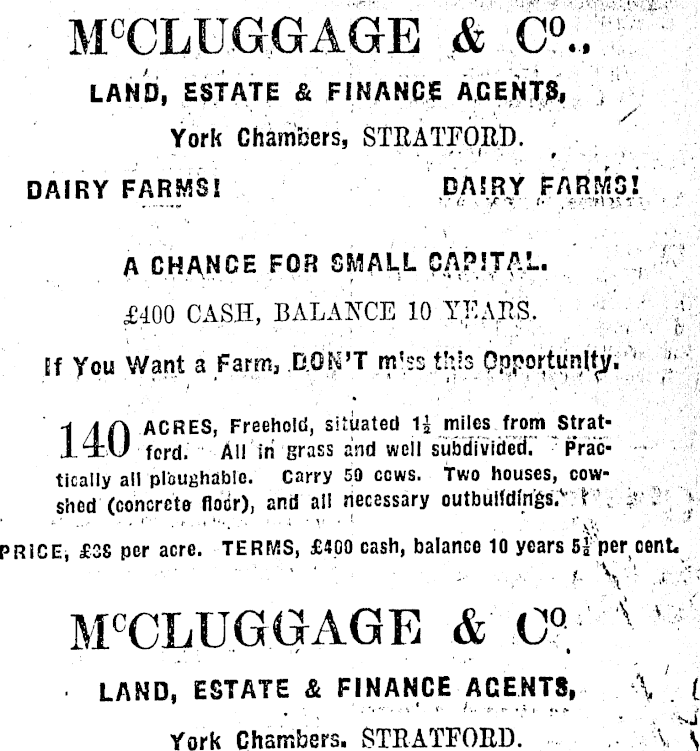 McCLUGGAGE & Co.,
LAND, ESTATE & FINANCE AGENTS,
York Chambers, STRATFORD.
DAIRY FARMS! DAIRY FARMS!
A CHANCE FOR SMALL CAPITAL.
£400 CASH, BALANCE 10 YEARS.
If You Want a Farm, DON'T miss this Opportunity.
140 ACRES, Freehold, situated 1½ miles from Strat-
ford. All in grass and well subdivided. Prac-
tically all ploughable. Carry 50 cows. Two houses, cow-
shed (concrete floor), and all necessary outbuildings.
PRICE, per acre. TERMS, £400 cash, balance 10 years 5½ per cent.
McCLUGGAGE & Co
LAND, ESTATE & FINANCE AGENTS,
York Chambers. STRATFORD.